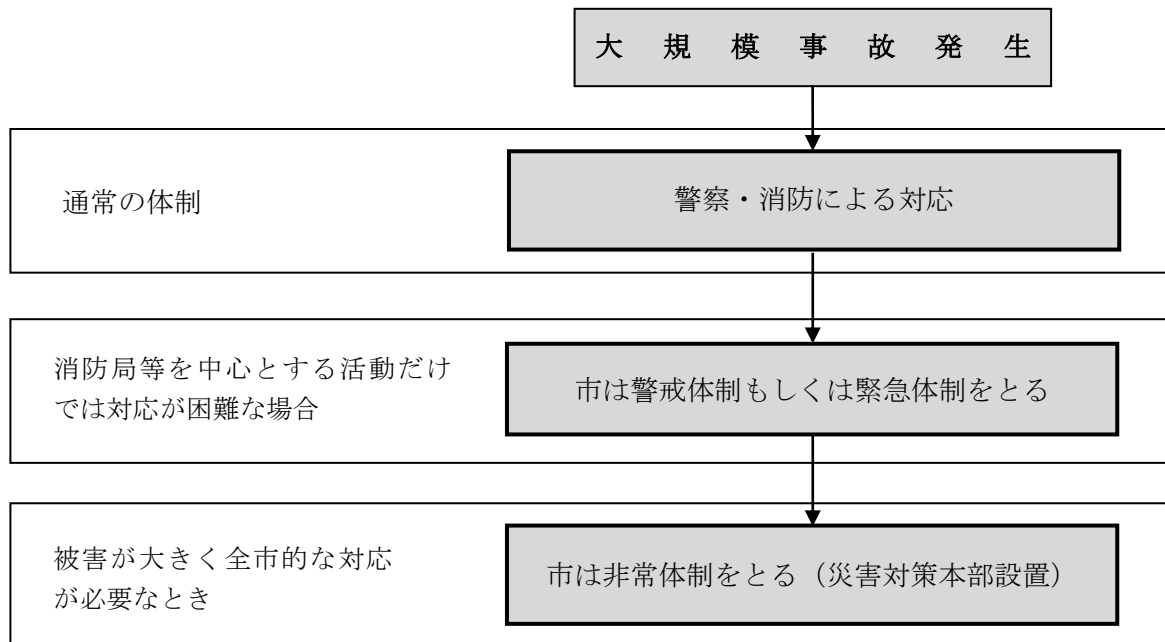 大規模事故発生
通常の体制
警察・消防による対応
消防局等を中心とする活動だけ
では対応が困難な場合
市は警戒体制もしくは緊急体制をとる
被害が大きく全市的な対応
が必要なとき
市は非常体制をとる（災害対策本部設置）